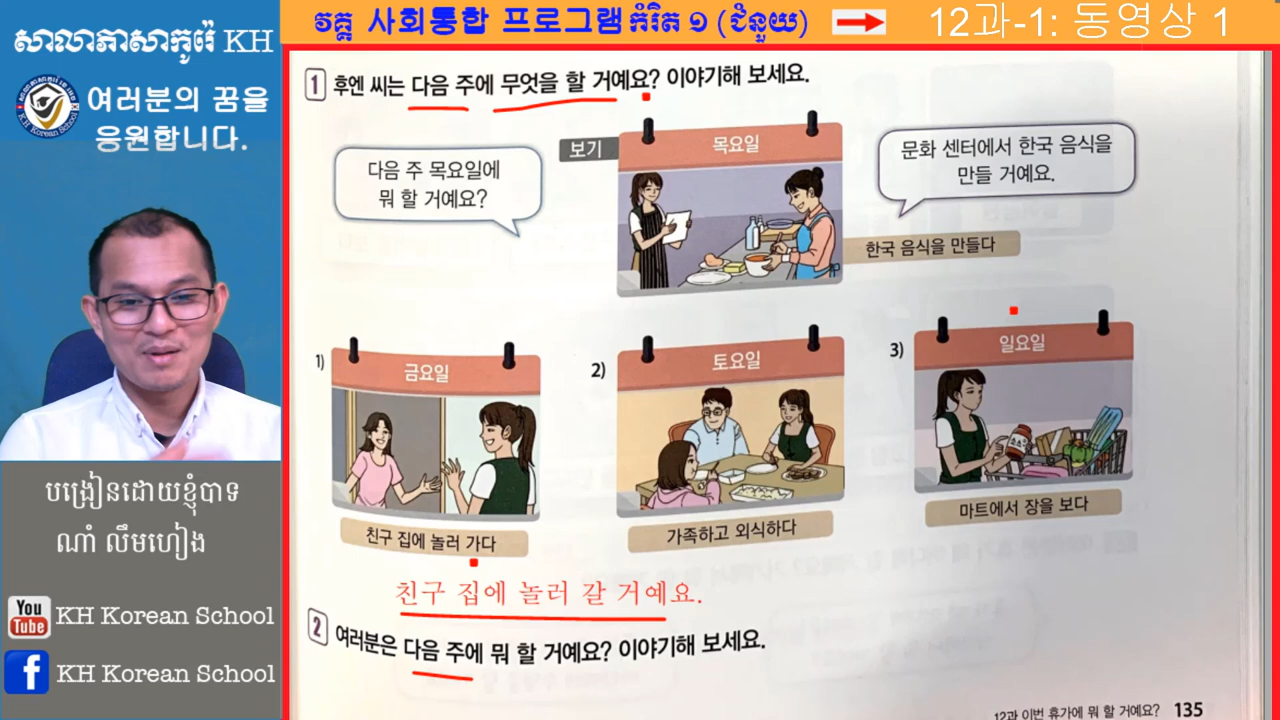 សាលាភាសាកូរ៉េ KH
여러분의 꿈을
응원합니다.
វគ្គ 사회통합 프로그램 កំរិត ១ (ជំនួយ)
12과-1: 동영상 1
1 후엔 씨는 다음 주에 무엇을 할 거예요? 이야기해 보세요.
보기
다음 주 목요일에
뭐 할 거예요?
목요일
문화 센터에서 한국 음식을
만들 거예요.
한국 음식을 만들다
1) 금요일
친구 집에 놀러 가다
2) 토요일
가족하고 외식하다
3) 일요일
마트에서 장을 보다
친구 집에 놀러 갈 거예요.
2 여러분은 다음 주에 뭐 할 거예요? 이야기해 보세요.
12과 이번 휴가에 뭐 할 거예요? 135
បង្រៀនដោយខ្ញុំបាទ
ណាំ លឹមហៀង
You Tube KH Korean School
f KH Korean School